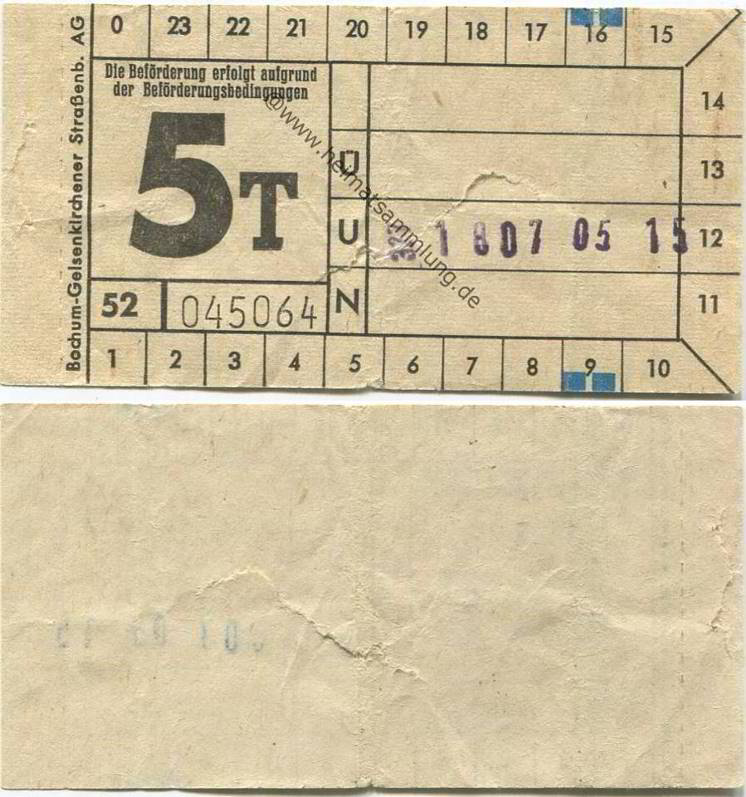 Bochum-Gelsenkirchener Straßenb. AG
0 23 22 21 20 19 18 17 16 15
Die Beförderung erfolgt aufgrund
der Beförderungsbedingungen
14
5T
Ü 13
U 1 807 05 15 12
N 11
52 045064
1 2 3 4 5 6 7 8 9 10
@www.heimatsammlung.de